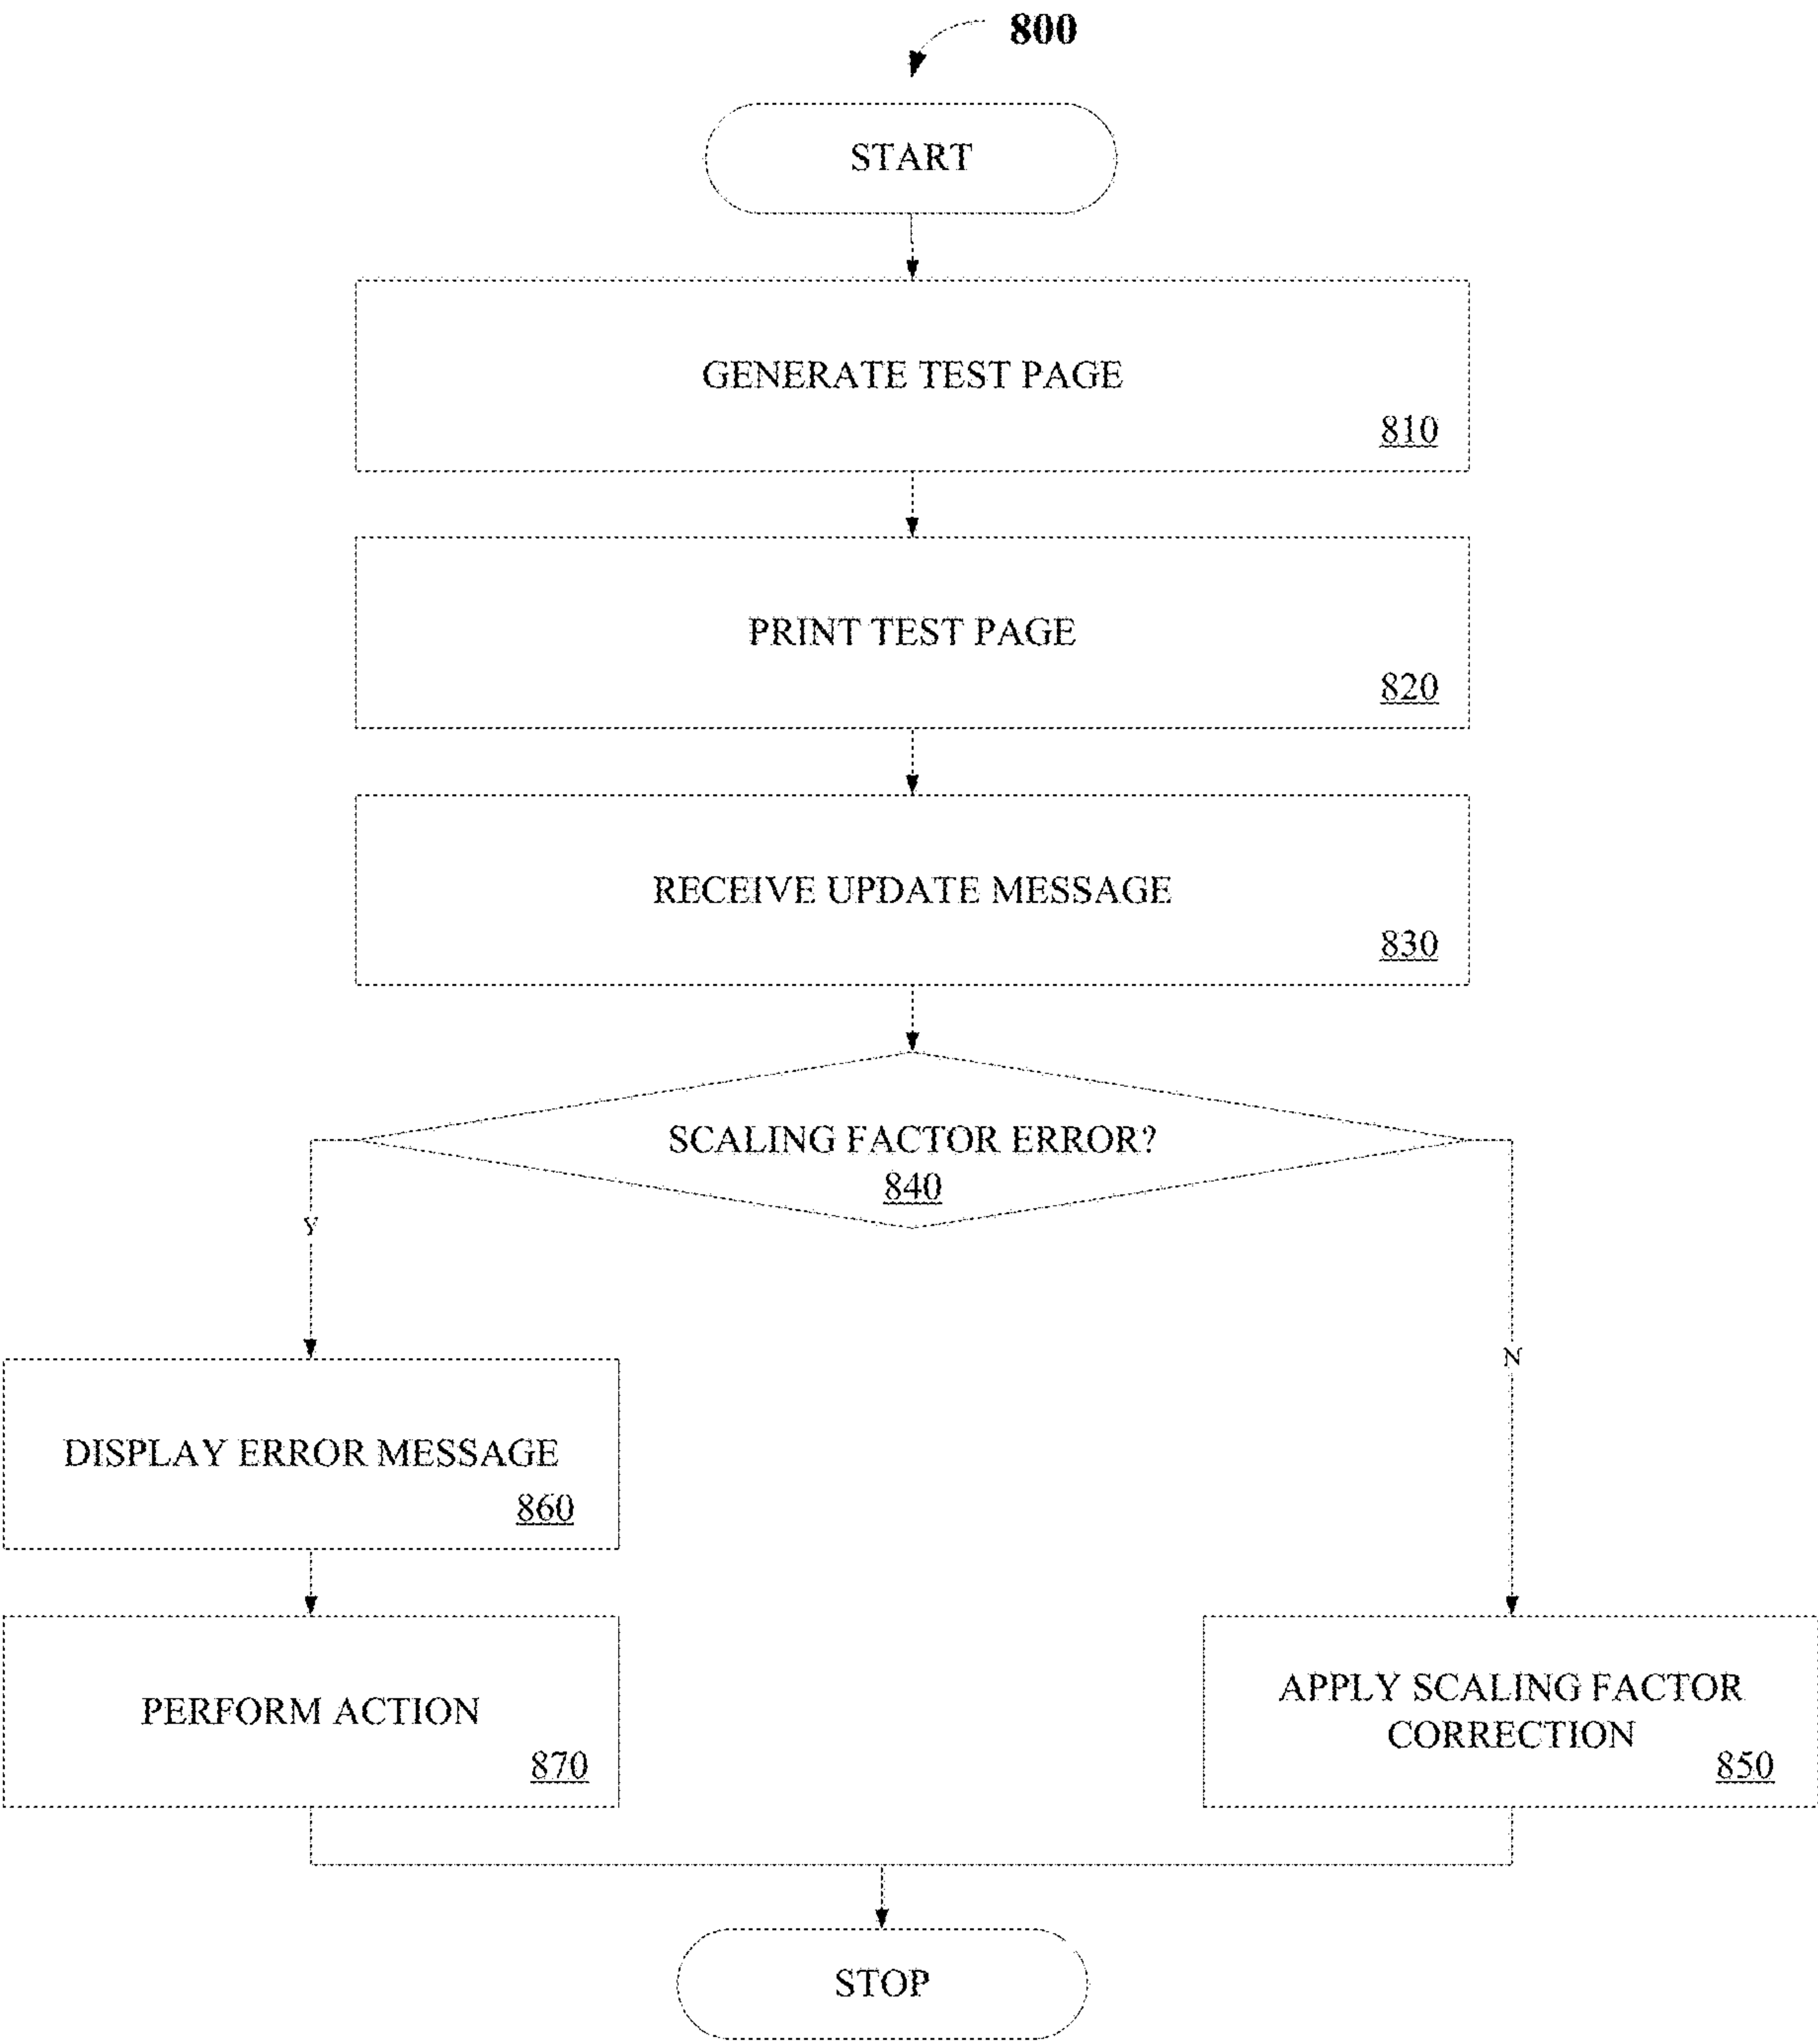 800
START
GENERATE TEST PAGE
810
PRINT TEST PAGE
820
RECEIVE UPDATE MESSAGE
830
SCALING FACTOR ERROR?
840
Y
N
DISPLAY ERROR MESSAGE
860
PERFORM ACTION
870
APPLY SCALING FACTOR
CORRECTION
850
STOP